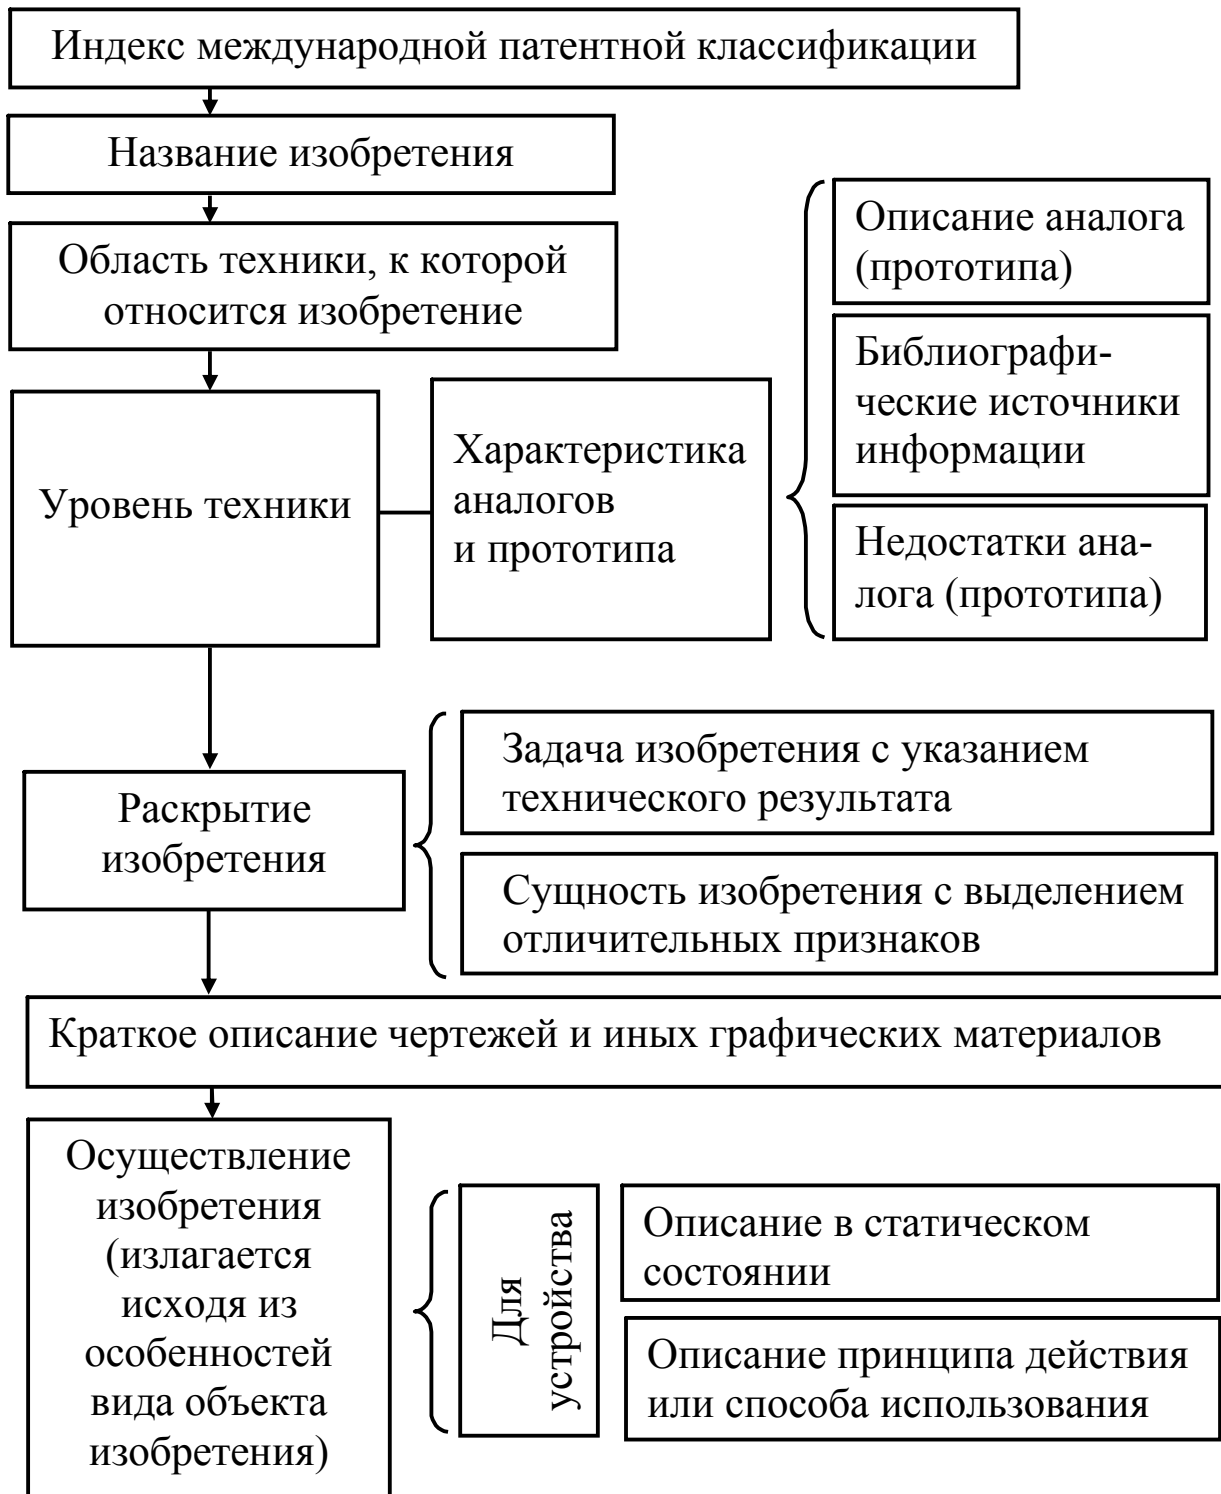 Индекс международной патентной классификации
Название изобретения
Область техники, к которой
относится изобретение
Уровень техники
Характеристика
аналогов
и прототипа
Описание аналога
(прототипа)
Библиографи-
ческие источники
информации
Недостатки ана-
лога (прототипа)
Раскрытие
изобретения
Задача изобретения с указанием
технического результата
Сущность изобретения с выделением
отличительных признаков
Краткое описание чертежей и иных графических материалов
Осуществление
изобретения
(излагается
исходя из
особенностей
вида объекта
изобретения)
Для
устройства
Описание в статическом
состоянии
Описание принципа действия
или способа использования